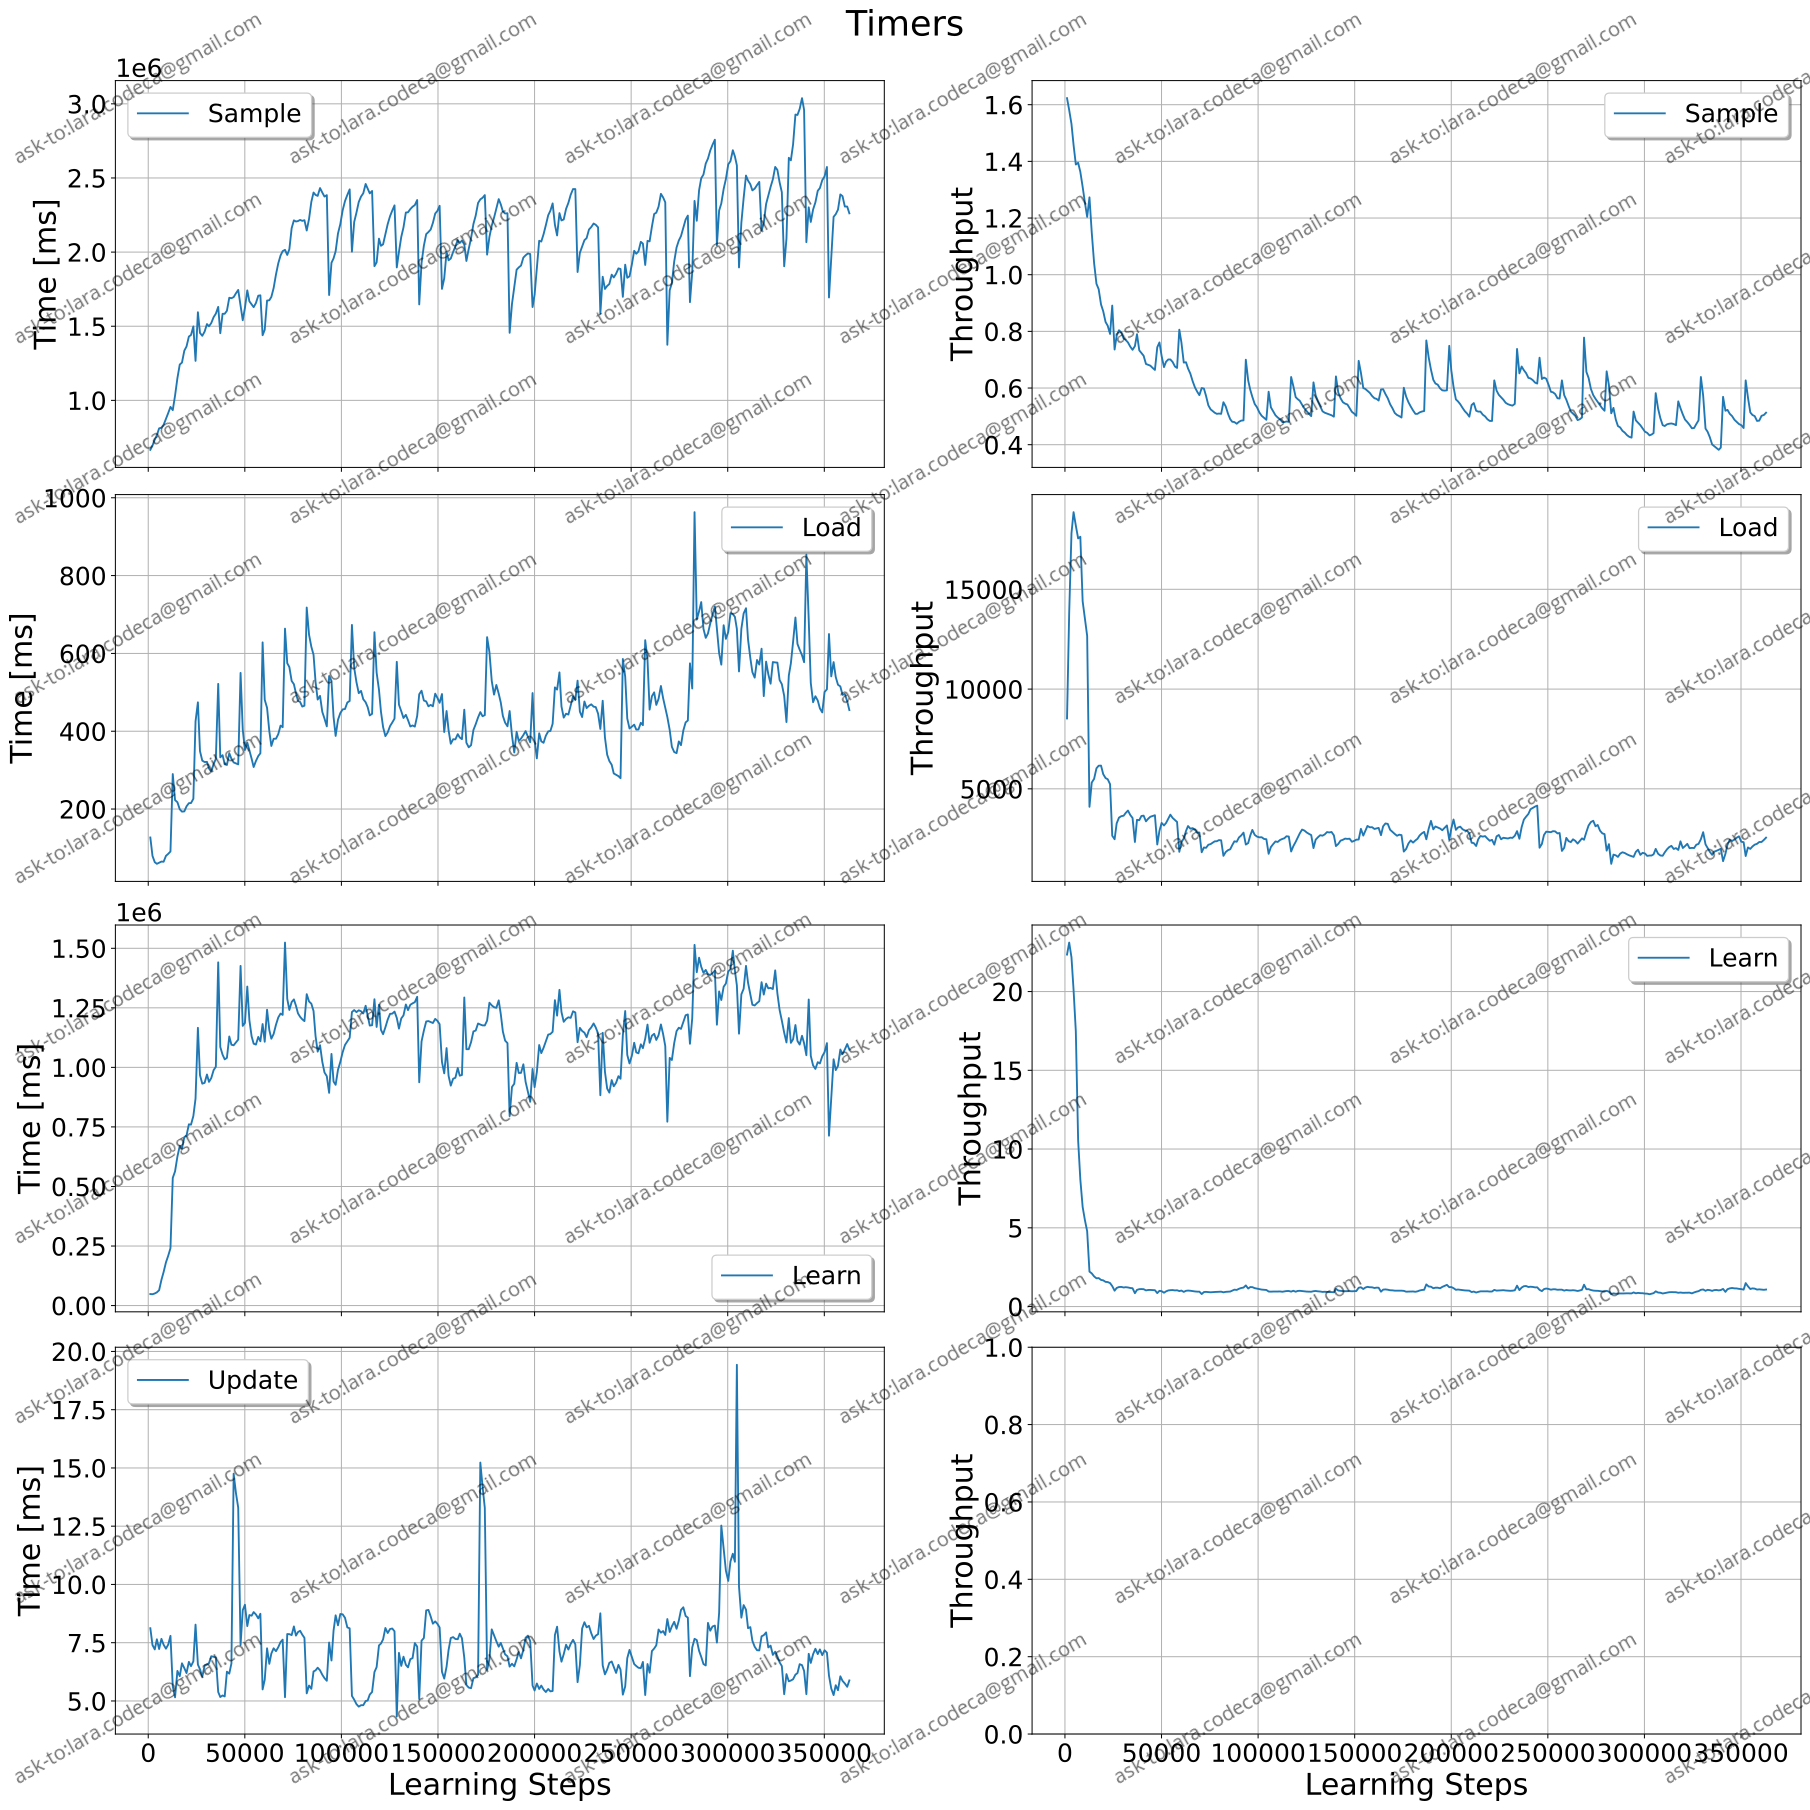 Timers
1e6
Sample
Time [ms]
3.0
2.5
2.0
1.5
1.0
Sample
Throughput
1.6
1.4
1.2
1.0
0.8
0.6
0.4
Load
Time [ms]
1000
800
600
400
200
Load
Throughput
15000
10000
5000
1e6
Learn
Time [ms]
1.50
1.25
1.00
0.75
0.50
0.25
0.00
Learn
Throughput
20
15
10
5
0
Update
Time [ms]
20.0
17.5
15.0
12.5
10.0
7.5
5.0
0 50000 100000 150000 200000 250000 300000 350000
Learning Steps
Throughput
1.0
0.8
0.6
0.4
0.2
0.0
0 50000 100000 150000 200000 250000 300000 350000
Learning Steps
ask-to:lara.codeca@gmail.com